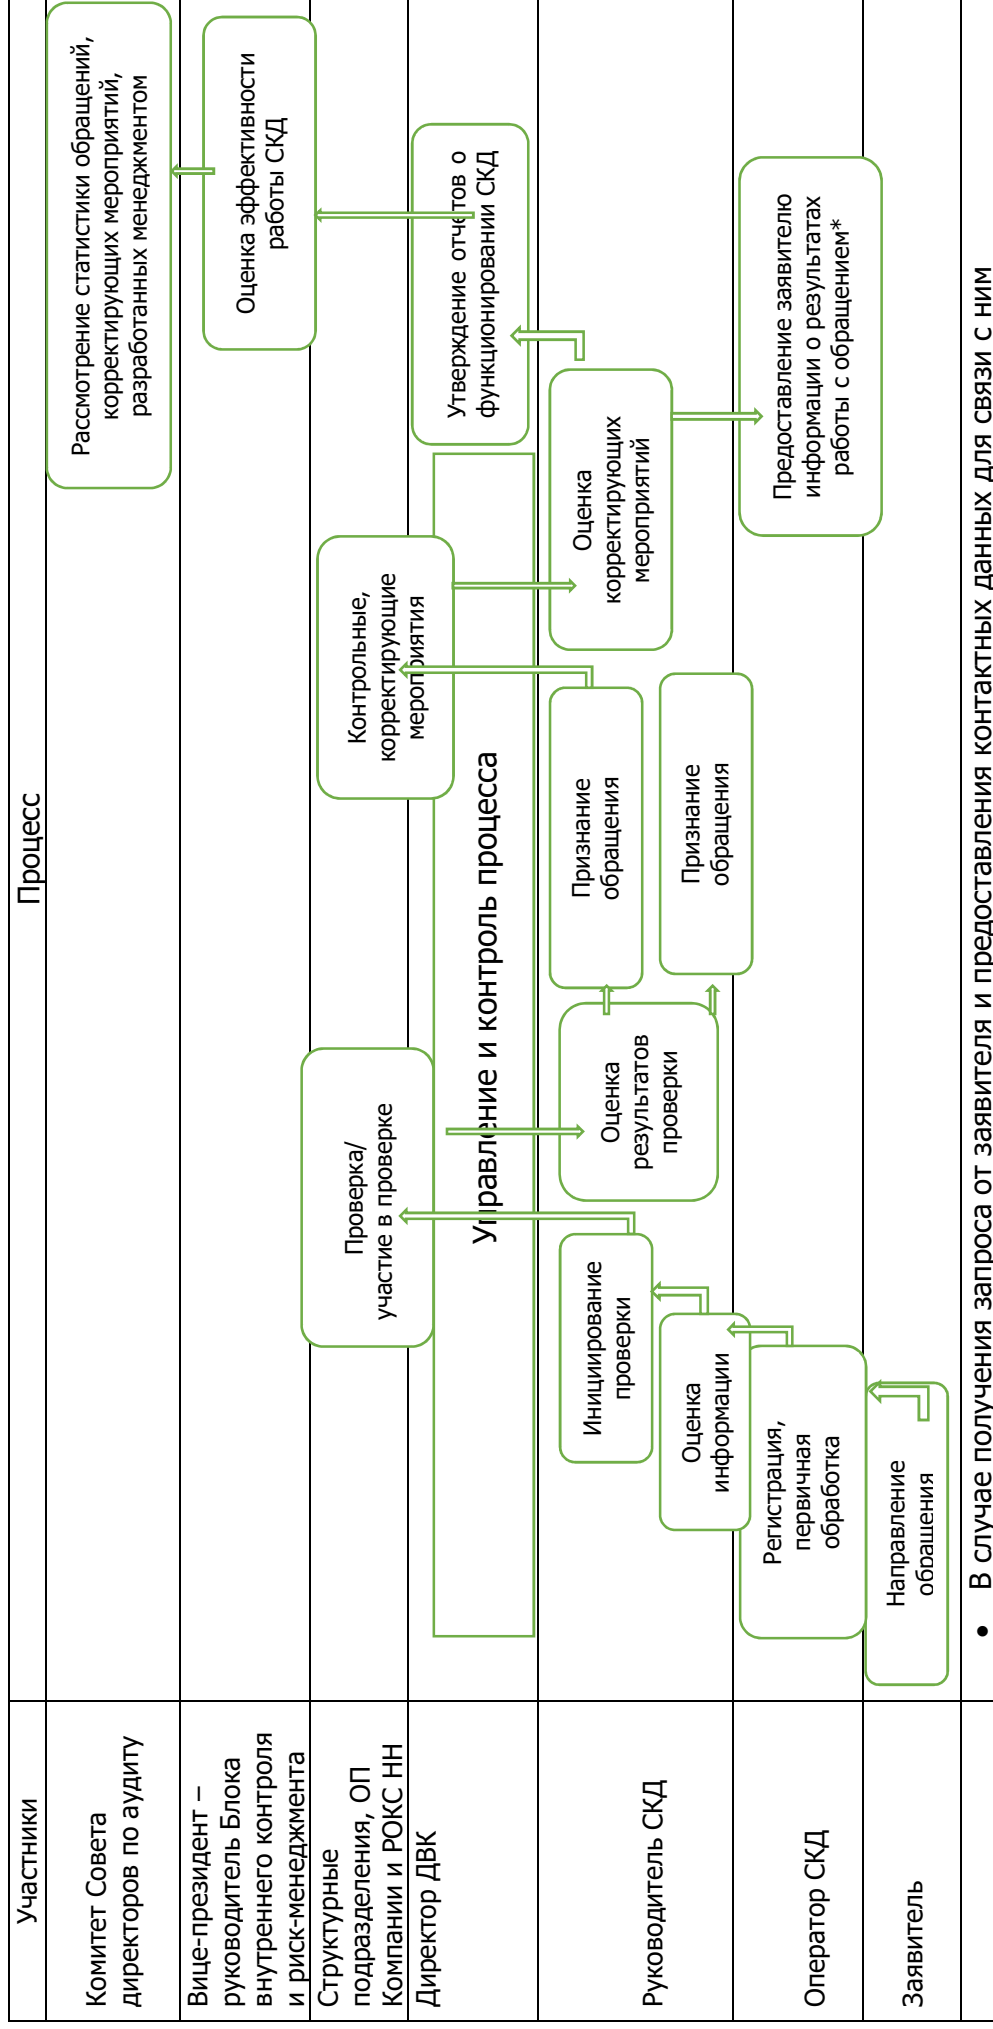 Участники
Процесс
Комитет Совета
директоров по аудиту
Рассмотрение статистики обращений,
корректирующих мероприятий,
разработанных менеджментом
Вице-президент –
руководитель Блока
внутреннего контроля
и риск-менеджмента
Оценка эффективности
работы СКД
Структурные
подразделения, ОП
Компании и РОКС НН
Проверка/
участие в проверке
Контрольные,
корректирующие
мероприятия
Директор ДВК
Управление и контроль процесса
Утверждение отчетов о
функционировании СКД
Руководитель СКД
Инициирование
проверки
Оценка
информации
Оценка
результатов
проверки
Признание
обращения
Признание
обращения
Оценка
корректирующих
мероприятий
Оператор СКД
Регистрация,
первичная
обработка
Предоставление заявителю
информации о результатах
работы с обращением*
Заявитель
Направление
обращения
• В случае получения запроса от заявителя и предоставления контактных данных для связи с ним